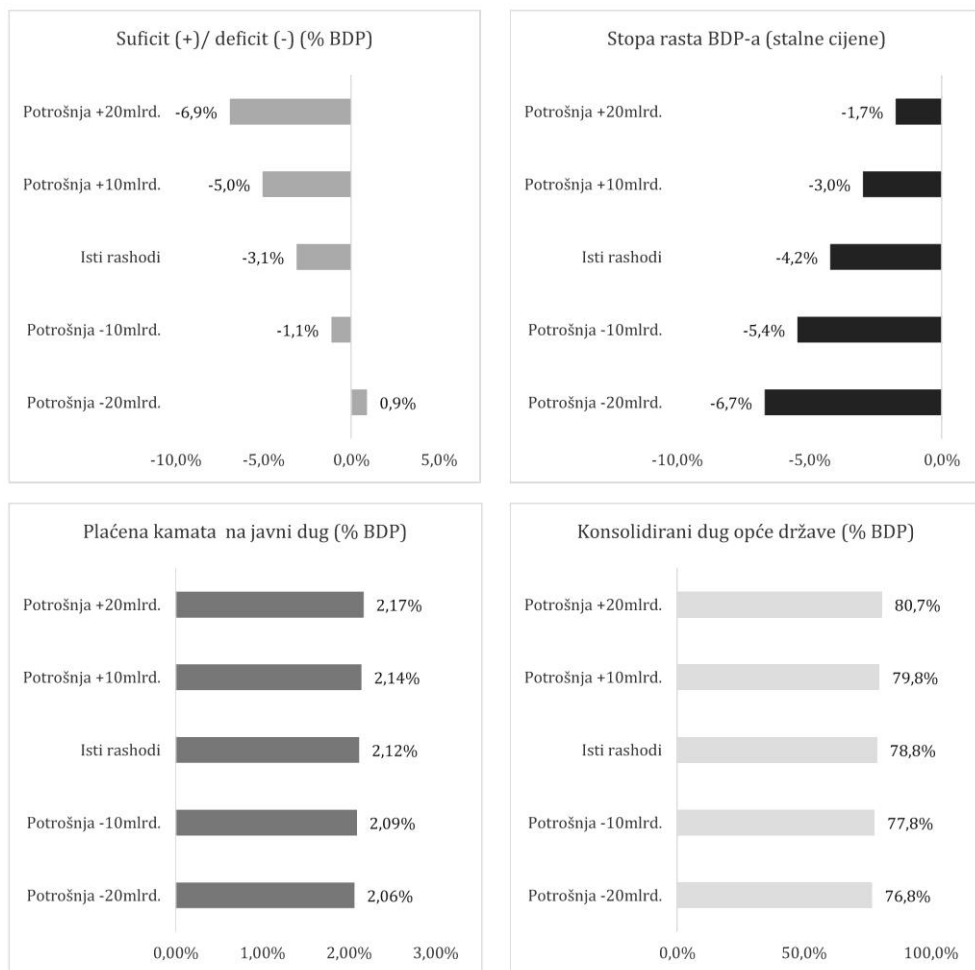 Suficit (+)/ deficit (-) (% BDP)
Potrošnja +20mlrd. -6,9%
Potrošnja +10mlrd. -5,0%
Isti rashodi -3,1%
Potrošnja -10mlrd. -1,1%
Potrošnja -20mlrd. 0,9%
-10,0% -5,0% 0,0% 5,0%
Stopa rasta BDP-a (stalne cijene)
Potrošnja +20mlrd. -1,7%
Potrošnja +10mlrd. -3,0%
Isti rashodi -4,2%
Potrošnja -10mlrd. -5,4%
Potrošnja -20mlrd. -6,7%
-10,0% -5,0% 0,0%
Plaćena kamata na javni dug (% BDP)
Potrošnja +20mlrd. 2,17%
Potrošnja +10mlrd. 2,14%
Isti rashodi 2,12%
Potrošnja -10mlrd. 2,09%
Potrošnja -20mlrd. 2,06%
0,00% 1,00% 2,00% 3,00%
Konsolidirani dug opće države (% BDP)
Potrošnja +20mlrd. 80,7%
Potrošnja +10mlrd. 79,8%
Isti rashodi 78,8%
Potrošnja -10mlrd. 77,8%
Potrošnja -20mlrd. 76,8%
0,0% 50,0% 100,0%